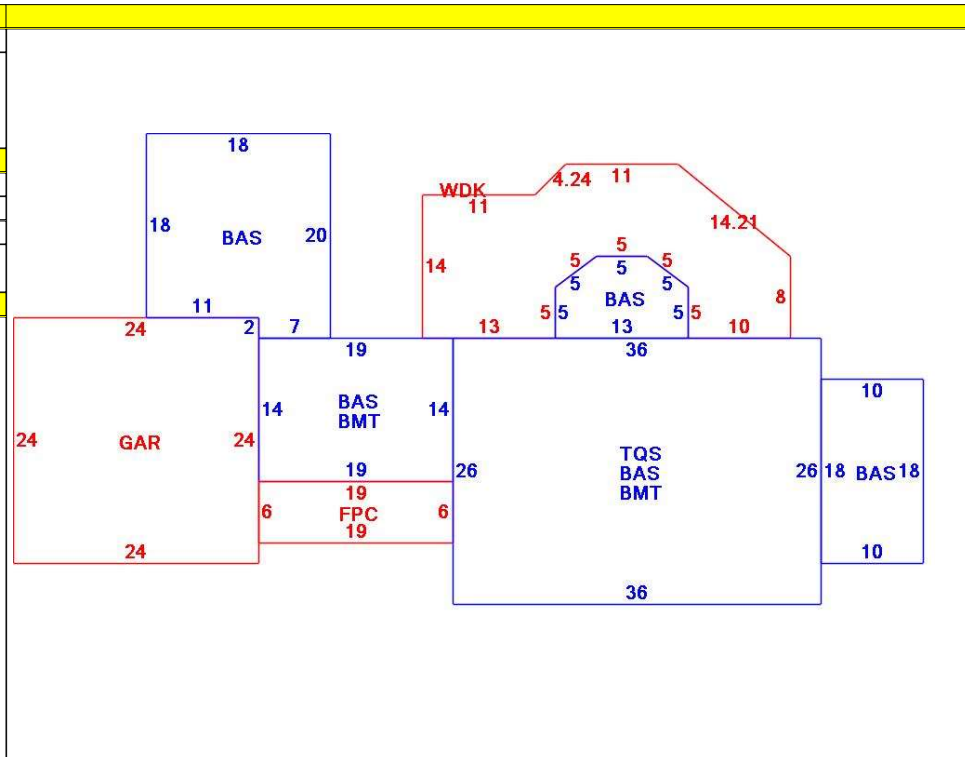 18
4.24 11
WDK
11
14.21
18 BAS 20
5
5 5 5
5 5 5
14
BAS
8
11
24 2 7
5 5 13 5 5
13 10
19 36
10
BAS
BMT
14 14
24 GAR 24
TQS
BAS
BMT
19
26 26 18 BAS 18
19
6 FPC 6
19
24
10
36